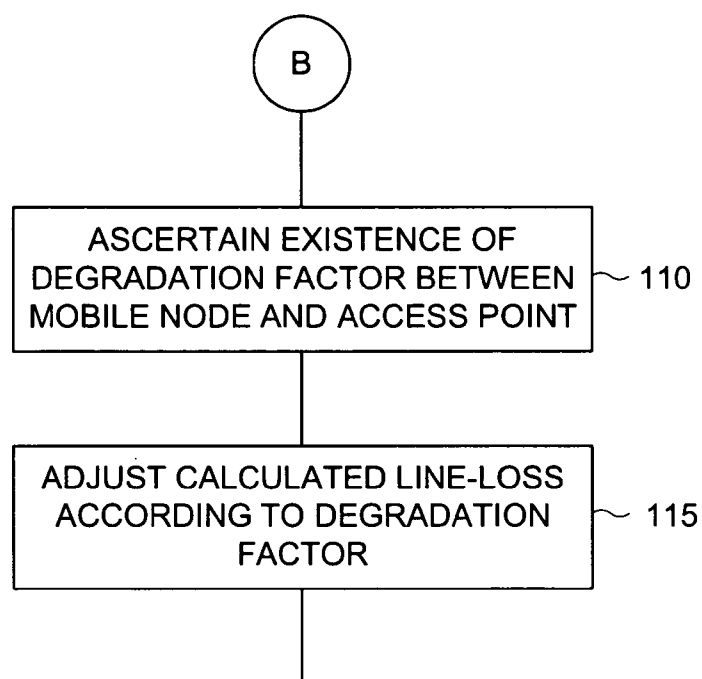 B
ASCERTAIN EXISTENCE OF
DEGRADATION FACTOR BETWEEN
MOBILE NODE AND ACCESS POINT
110
ADJUST CALCULATED LINE-LOSS
ACCORDING TO DEGRADATION
FACTOR
115